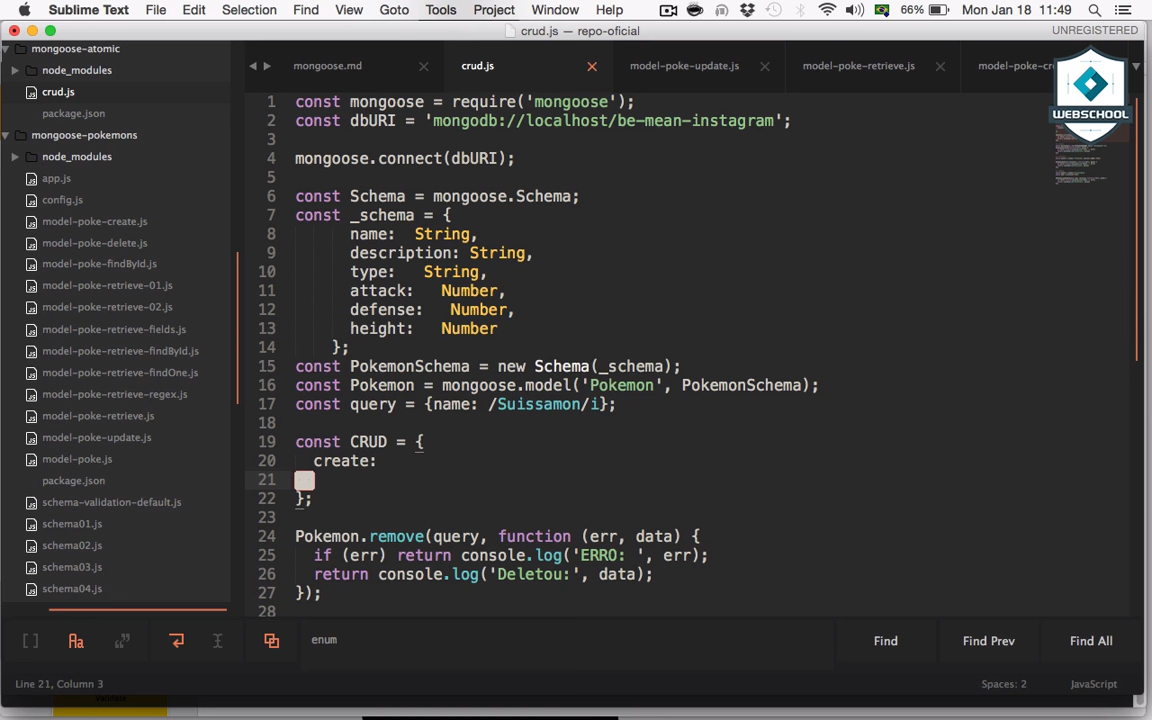 Sublime Text File Edit Selection Find View Goto Tools Project Window Help 66% Mon Jan 18 11:49
crud.js — repo-oficial UNREGISTERED
mongoose-atomic
node_modules
crud.js
package.json
mongoose-pokemons
node_modules
app.js
config.js
model-poke-create.js
model-poke-delete.js
model-poke-findById.js
model-poke-retrieve-01.js
model-poke-retrieve-02.js
model-poke-retrieve-fields.js
model-poke-retrieve-findById.js
model-poke-retrieve-findOne.js
model-poke-retrieve-regex.js
model-poke-retrieve.js
model-poke-update.js
model-poke.js
package.json
schema-validation-default.js
schema01.js
schema02.js
schema03.js
schema04.js
mongoose.md crud.js model-poke-update.js model-poke-retrieve.js model-poke-cr
WEBSCHOOL
1 const mongoose = require('mongoose');
2 const dbURI = 'mongodb://localhost/be-mean-instagram';
3
4 mongoose.connect(dbURI);
5
6 const Schema = mongoose.Schema;
7 const _schema = {
8 name: String,
9 description: String,
10 type: String,
11 attack: Number,
12 defense: Number,
13 height: Number
14 };
15 const PokemonSchema = new Schema(_schema);
16 const Pokemon = mongoose.model('Pokemon', PokemonSchema);
17 const query = {name: /Suissamon/i};
18
19 const CRUD = {
20 create:
21
22 };
23
24 Pokemon.remove(query, function (err, data) {
25 if (err) return console.log('ERRO: ', err);
26 return console.log('Deletou:', data);
27 });
28
enum
Find Find Prev Find All
Line 21, Column 3 Spaces: 2 JavaScript